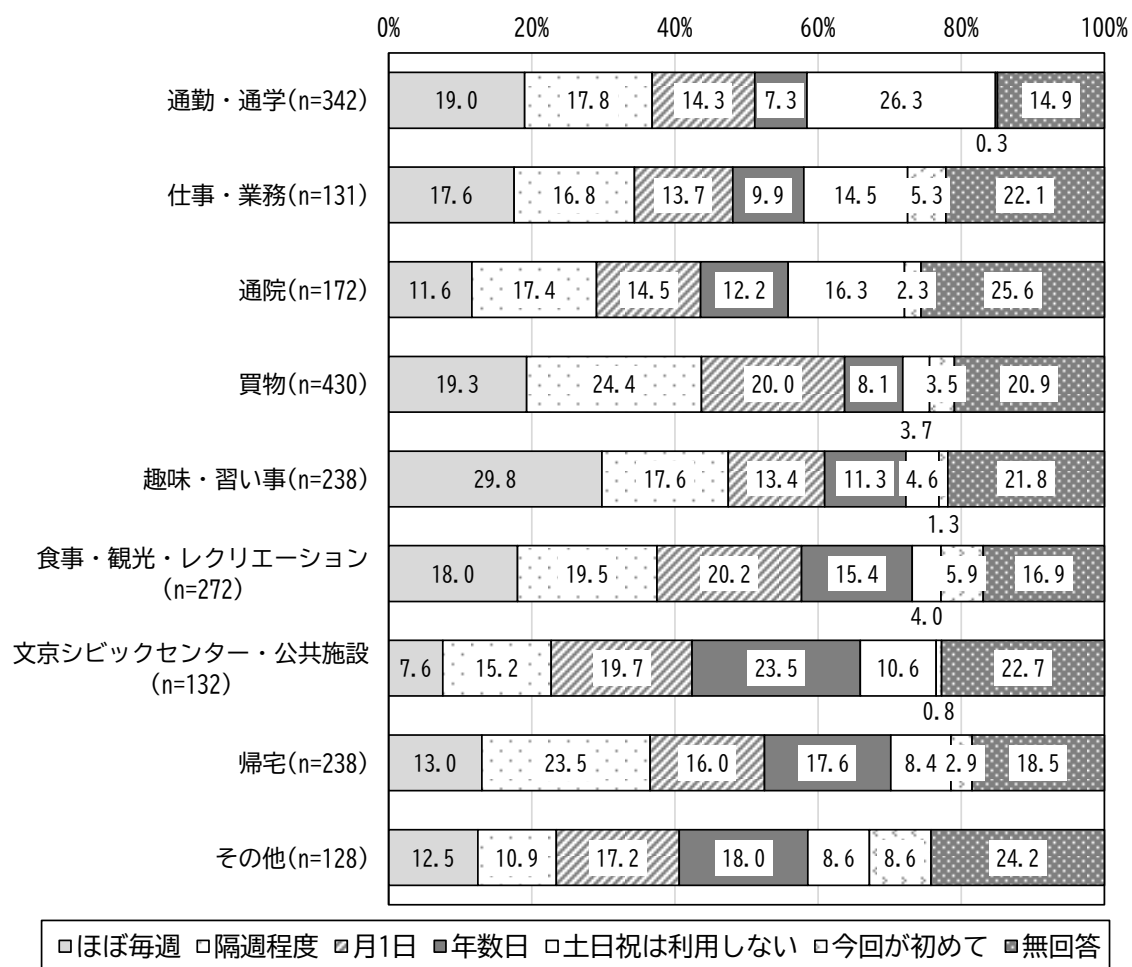 0% 20% 40% 60% 80% 100%
通勤・通学(n=342) 19.0 17.8 14.3 7.3 26.3 14.9
0.3
仕事・業務(n=131) 17.6 16.8 13.7 9.9 14.5 5.3 22.1
通院(n=172) 11.6 17.4 14.5 12.2 16.3 2.3 25.6
買物(n=430) 19.3 24.4 20.0 8.1 3.5 20.9
3.7
趣味・習い事(n=238) 29.8 17.6 13.4 11.3 4.6 21.8
1.3
食事・観光・レクリエーション
(n=272) 18.0 19.5 20.2 15.4 5.9 16.9
4.0
文京シビックセンター・公共施設
(n=132) 7.6 15.2 19.7 23.5 10.6 22.7
0.8
帰宅(n=238) 13.0 23.5 16.0 17.6 8.4 2.9 18.5
その他(n=128) 12.5 10.9 17.2 18.0 8.6 8.6 24.2
ほぼ毎週 隔週程度 月1日 年数日 土日祝は利用しない 今回が初めて 無回答